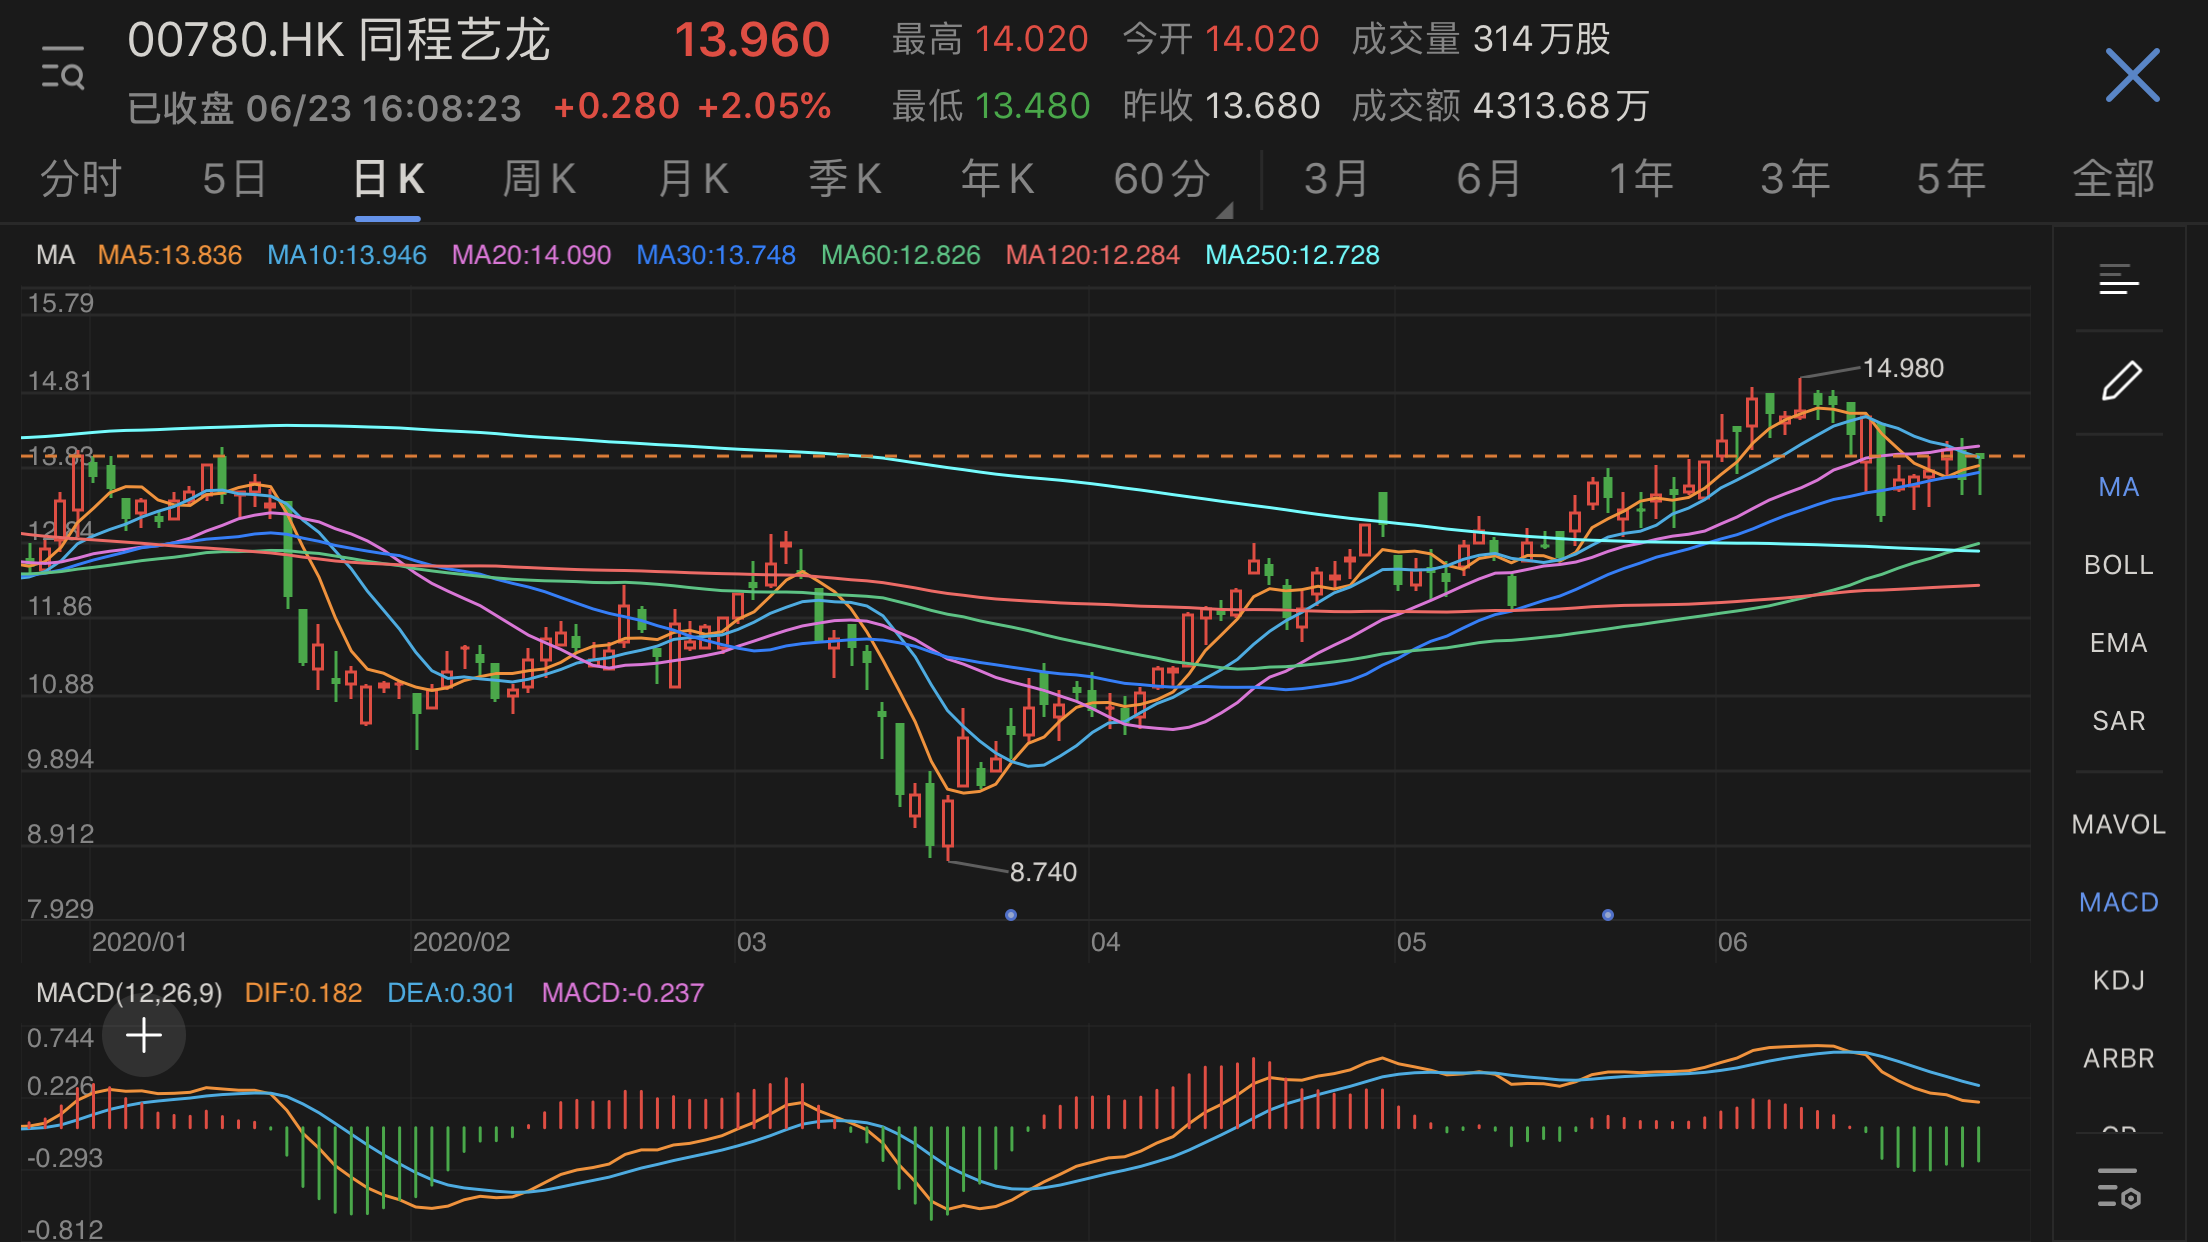 00780.HK 同程艺龙 13.960 最高 14.020 今开 14.020 成交量 314万股
已收盘 06/23 16:08:23 +0.280 +2.05% 最低 13.480 昨收 13.680 成交额 4313.68万
分时 5日 日K 周K 月K 季K 年K 60分 3月 6月 1年 3年 5年 全部
MA MA5:13.836 MA10:13.946 MA20:14.090 MA30:13.748 MA60:12.826 MA120:12.284 MA250:12.728
15.79
14.81
14.980
13.83
12.84
11.86
10.88
9.894
8.912
8.740
7.929
2020/01 2020/02 03 04 05 06
MACD(12,26,9) DIF:0.182 DEA:0.301 MACD:-0.237
0.744
0.226
-0.293
-0.812
MA
BOLL
EMA
SAR
MAVOL
MACD
KDJ
ARBR